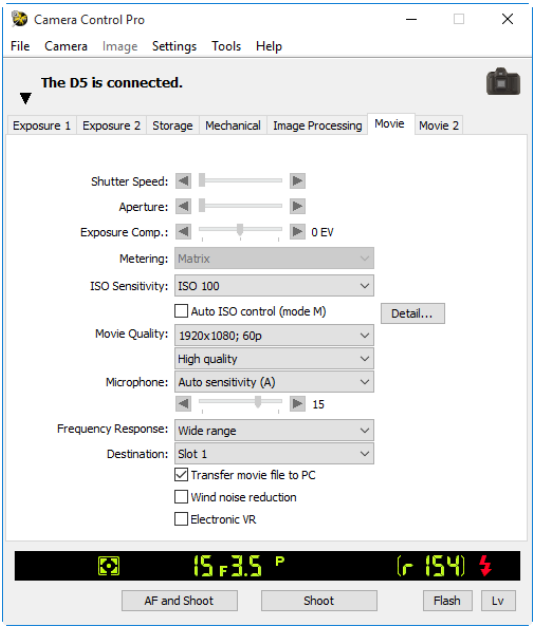 Camera Control Pro
File Camera Image Settings Tools Help
The D5 is connected.
Exposure 1 Exposure 2 Storage Mechanical Image Processing Movie Movie 2
Shutter Speed:
Aperture:
Exposure Comp.: 0 EV
Metering: Matrix
ISO Sensitivity: ISO 100
Auto ISO control (mode M) Detail...
Movie Quality: 1920x1080; 60p
High quality
Microphone: Auto sensitivity (A)
15
Frequency Response: Wide range
Destination: Slot 1
Transfer movie file to PC
Wind noise reduction
Electronic VR
15 F3.5 P (r 154)
AF and Shoot Shoot Flash Lv